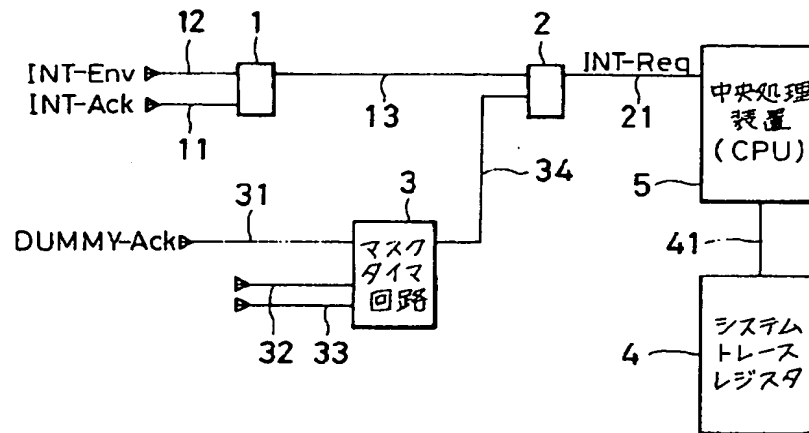 12
1
2
INT-Env
INT-Req
INT-Ack
11
13
21
中央処理
装置
(CPU)
5
34
31
3
DUMMY-Ack
マスク
タイマ
回路
32
33
41
4
システム
トレース
レジスタ